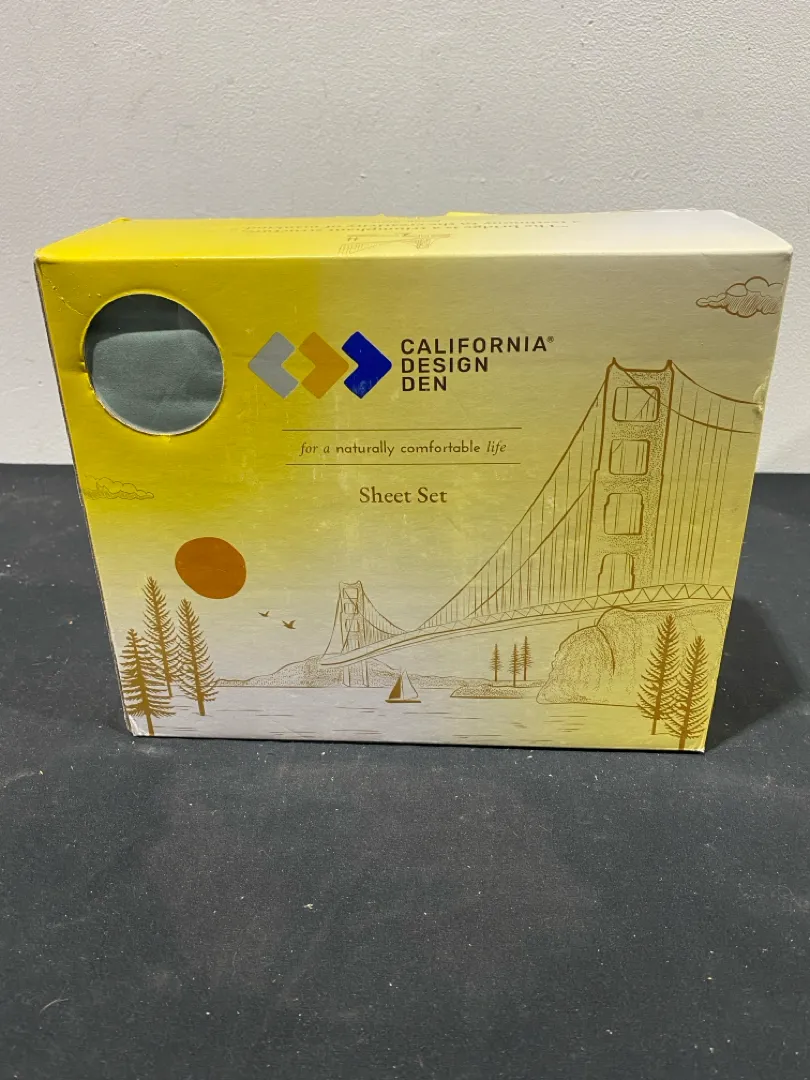 CALIFORNIA®
DESIGN
DEN
for a naturally comfortable life
Sheet Set